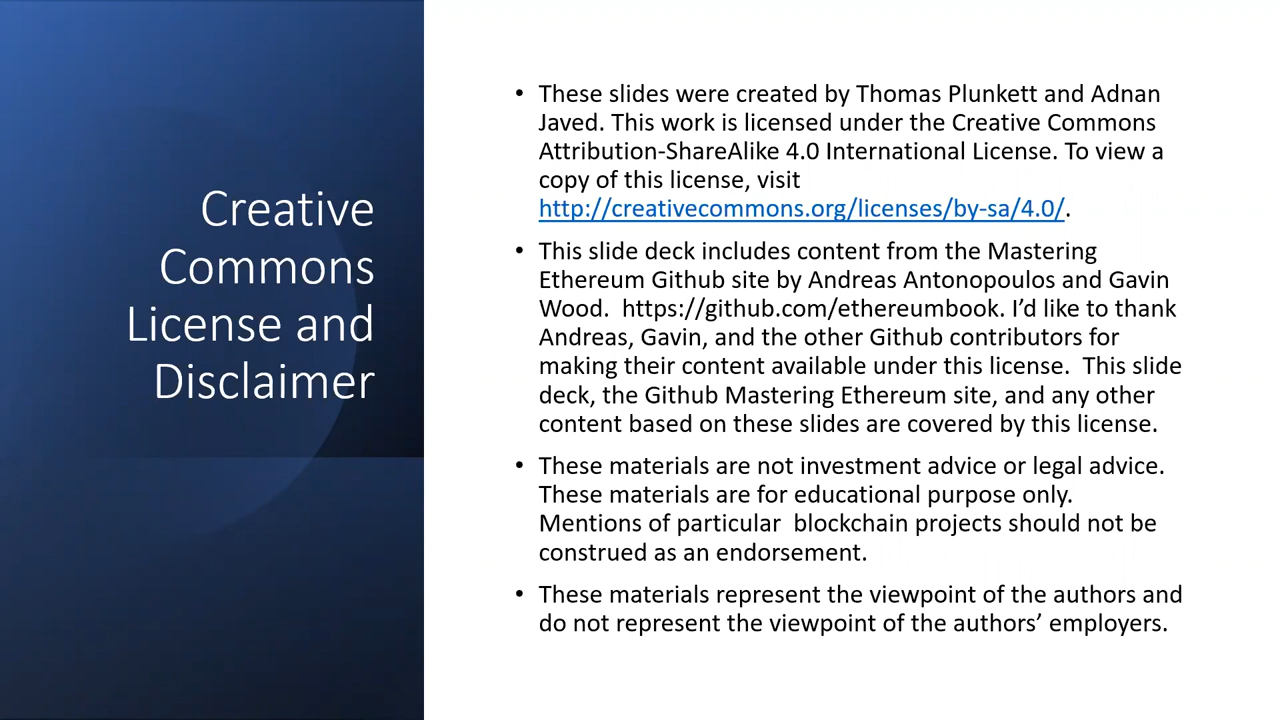 Creative
Commons
License and
Disclaimer
• These slides were created by Thomas Plunkett and Adnan
Javed. This work is licensed under the Creative Commons
Attribution-ShareAlike 4.0 International License. To view a
copy of this license, visit
http://creativecommons.org/licenses/by-sa/4.0/.
• This slide deck includes content from the Mastering
Ethereum Github site by Andreas Antonopoulos and Gavin
Wood.  https://github.com/ethereumbook. I’d like to thank
Andreas, Gavin, and the other Github contributors for
making their content available under this license.  This slide
deck, the Github Mastering Ethereum site, and any other
content based on these slides are covered by this license.
• These materials are not investment advice or legal advice.
These materials are for educational purpose only.
Mentions of particular  blockchain projects should not be
construed as an endorsement.
• These materials represent the viewpoint of the authors and
do not represent the viewpoint of the authors’ employers.